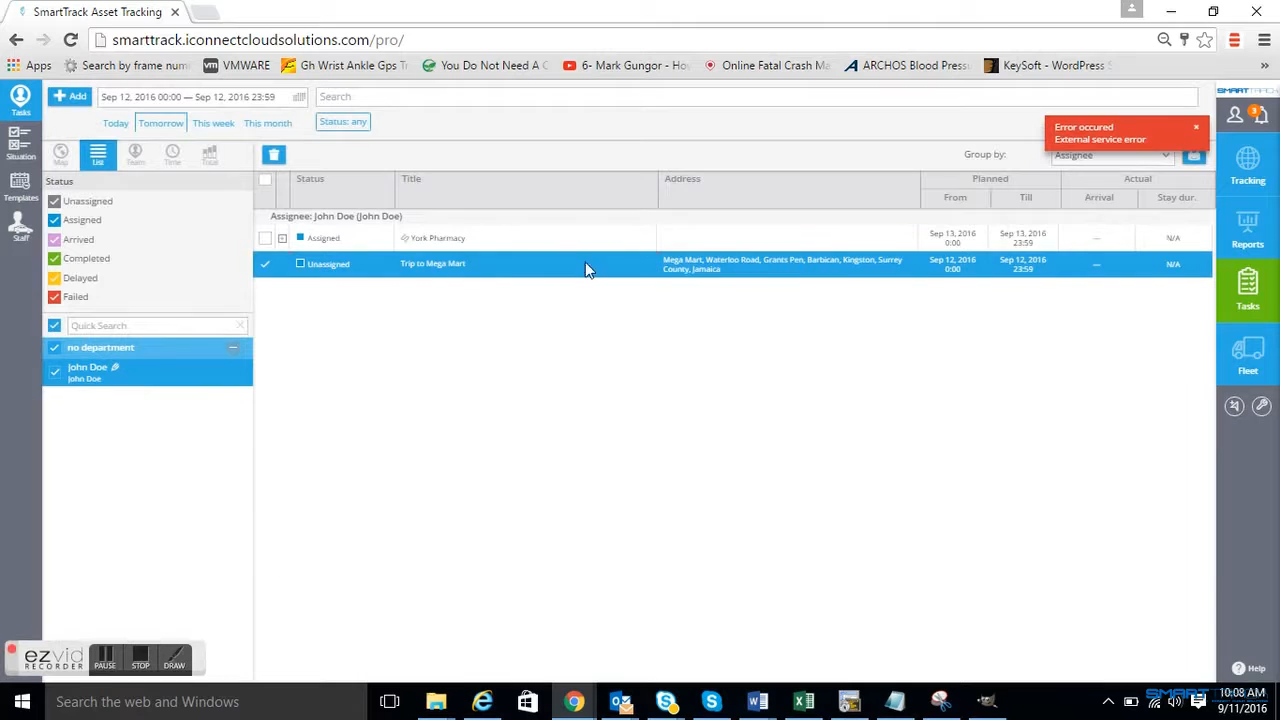 SmartTrack Asset Tracking
smarttrack.iconnectcloudsolutions.com/pro/
Apps Search by frame num VMWARE Gh Wrist Ankle Gps T You Do Not Need A C 6- Mark Gungor - Ho Online Fatal Crash Ma ARCHOS Blood Pressu KeySoft - WordPress S »
Tasks
+ Add Sep 12, 2016 00:00 — Sep 12, 2016 23:59 Search
SMARTTRACK
Today Tomorrow This week This month Status: any
3
Error occured
External service error
Situation
Map List Team Time Total
Group by: Assignee
Tracking
Templates
Status
Unassigned
Assigned
Arrived
Completed
Delayed
Failed
Staff
Status Title Address Planned Actual
From Till Arrival Stay dur.
Assignee: John Doe (John Doe)
Assigned York Pharmacy Sep 13, 2016 0:00 Sep 13, 2016 23:59 — N/A
Unassigned Trip to Mega Mart Mega Mart, Waterloo Road, Grants Pen, Barbican, Kingston, Surrey County, Jamaica Sep 12, 2016 0:00 Sep 12, 2016 23:59 — N/A
Reports
Tasks
Fleet
Quick Search
no department
John Doe
John Doe
ezvid
RECORDER
PAUSE STOP DRAW
Help
Search the web and Windows
10:08 AM
9/11/2016